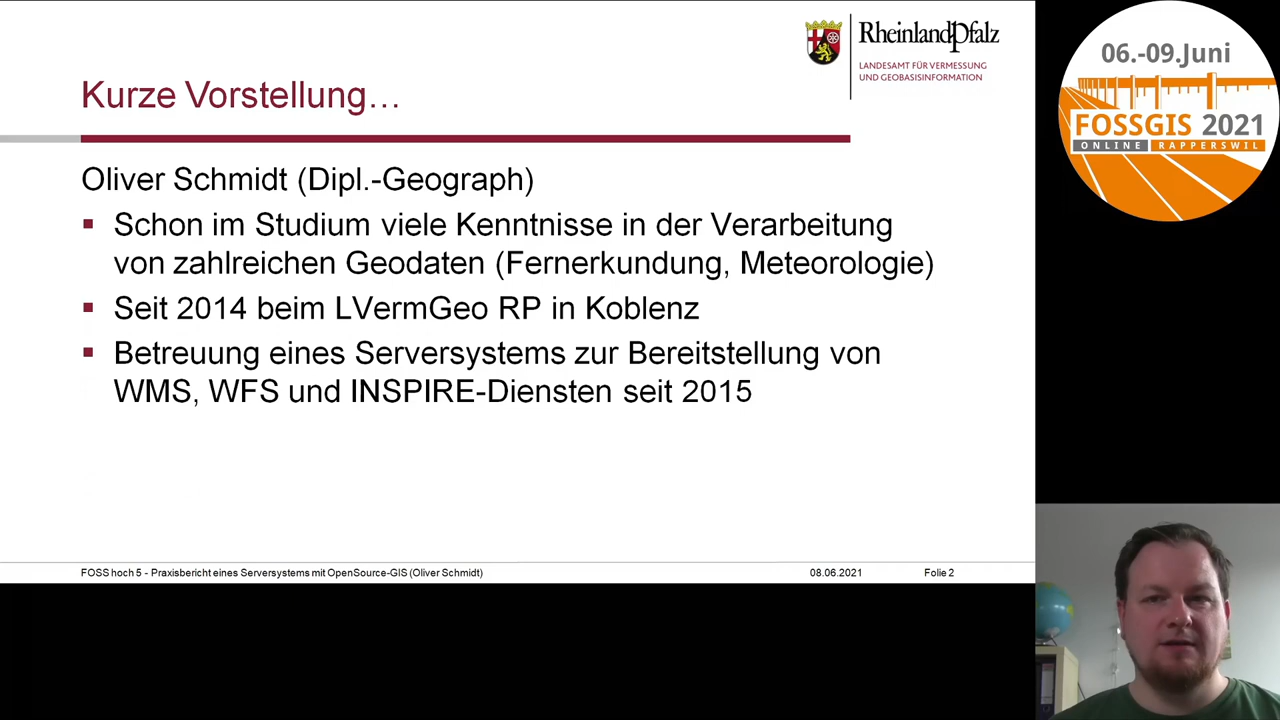 Rheinland-Pfalz
LANDESAMT FÜR VERMESSUNG
UND GEOBASISINFORMATION
Kurze Vorstellung…
Oliver Schmidt (Dipl.-Geograph)
Schon im Studium viele Kenntnisse in der Verarbeitung
von zahlreichen Geodaten (Fernerkundung, Meteorologie)
Seit 2014 beim LVermGeo RP in Koblenz
Betreuung eines Serversystems zur Bereitstellung von
WMS, WFS und INSPIRE-Diensten seit 2015
FOSS hoch 5 - Praxisbericht eines Serversystems mit OpenSource-GIS (Oliver Schmidt)
08.06.2021
Folie 2
06.-09.Juni
FOSSGIS 2021
ONLINE RAPPERSWIL